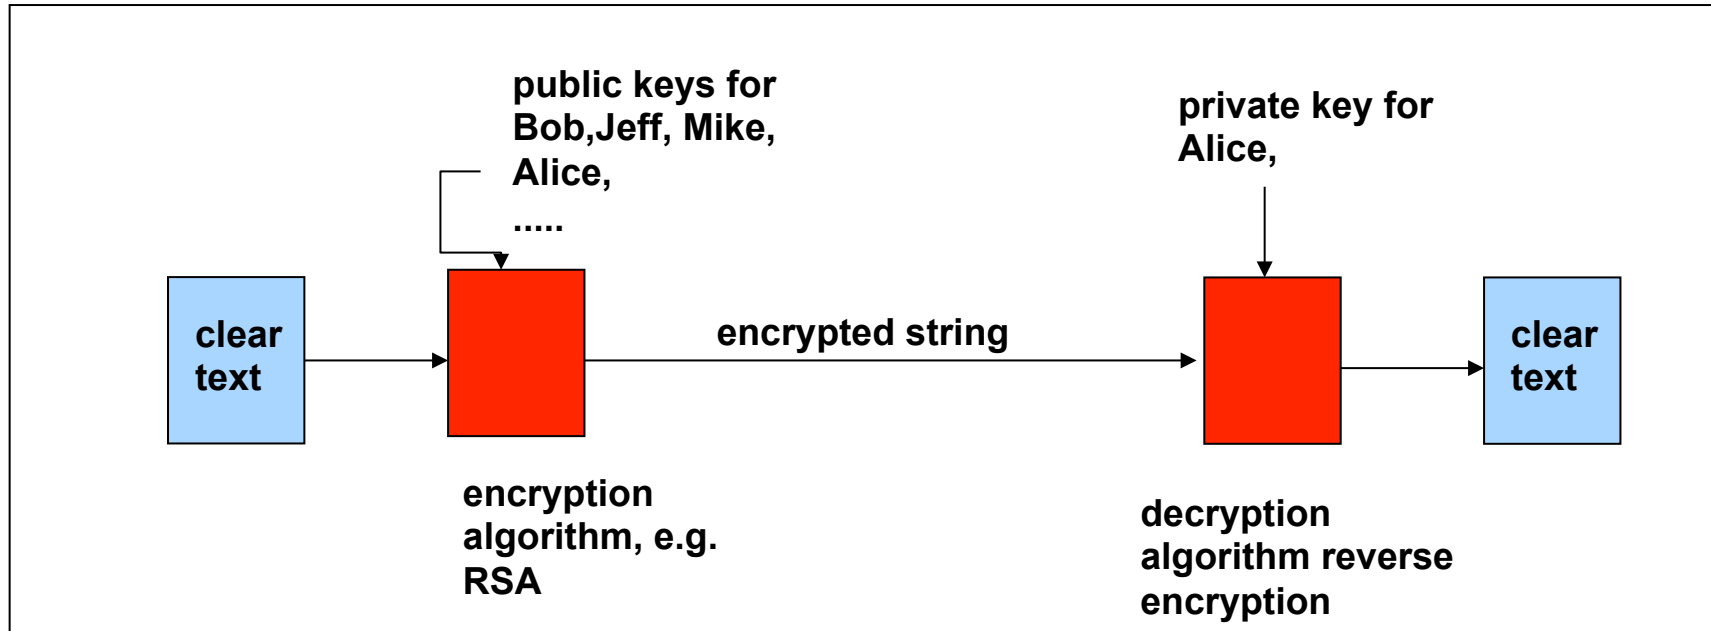 public keys for
Bob,Jeff, Mike,
Alice,
.....
private key for
Alice,
clear
text
encrypted string
clear
text
encryption
algorithm, e.g.
RSA
decryption
algorithm reverse
encryption